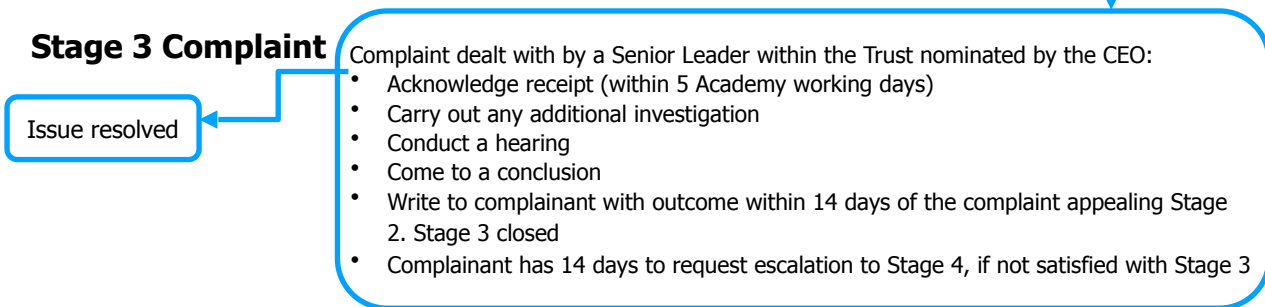 Stage 3 Complaint
Complaint dealt with by a Senior Leader within the Trust nominated by the CEO:
• Acknowledge receipt (within 5 Academy working days)
• Carry out any additional investigation
• Conduct a hearing
• Come to a conclusion
• Write to complainant with outcome within 14 days of the complaint appealing Stage
2. Stage 3 closed
• Complainant has 14 days to request escalation to Stage 4, if not satisfied with Stage 3
Issue resolved